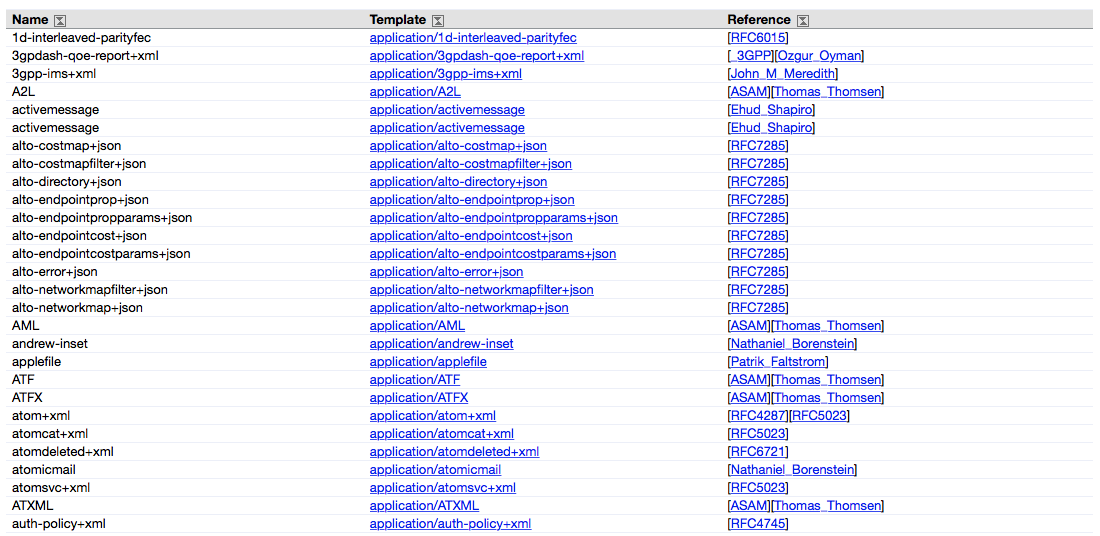 Name Template Reference
1d-interleaved-parityfec application/1d-interleaved-parityfec [RFC6015]
3gpdash-qoe-report+xml application/3gpdash-qoe-report+xml [_3GPP][Ozgur_Oyman]
3gpp-ims+xml application/3gpp-ims+xml [John_M_Meredith]
A2L application/A2L [ASAM][Thomas_Thomsen]
activemessage application/activemessage [Ehud_Shapiro]
activemessage application/activemessage [Ehud_Shapiro]
alto-costmap+json application/alto-costmap+json [RFC7285]
alto-costmapfilter+json application/alto-costmapfilter+json [RFC7285]
alto-directory+json application/alto-directory+json [RFC7285]
alto-endpointprop+json application/alto-endpointprop+json [RFC7285]
alto-endpointpropparams+json application/alto-endpointpropparams+json [RFC7285]
alto-endpointcost+json application/alto-endpointcost+json [RFC7285]
alto-endpointcostparams+json application/alto-endpointcostparams+json [RFC7285]
alto-error+json application/alto-error+json [RFC7285]
alto-networkmapfilter+json application/alto-networkmapfilter+json [RFC7285]
alto-networkmap+json application/alto-networkmap+json [RFC7285]
AML application/AML [ASAM][Thomas_Thomsen]
andrew-inset application/andrew-inset [Nathaniel_Borenstein]
applefile application/applefile [Patrik_Faltstrom]
ATF application/ATF [ASAM][Thomas_Thomsen]
ATFX application/ATFX [ASAM][Thomas_Thomsen]
atom+xml application/atom+xml [RFC4287][RFC5023]
atomcat+xml application/atomcat+xml [RFC5023]
atomdeleted+xml application/atomdeleted+xml [RFC6721]
atomicmail application/atomicmail [Nathaniel_Borenstein]
atomsvc+xml application/atomsvc+xml [RFC5023]
ATXML application/ATXML [ASAM][Thomas_Thomsen]
auth-policy+xml application/auth-policy+xml [RFC4745]